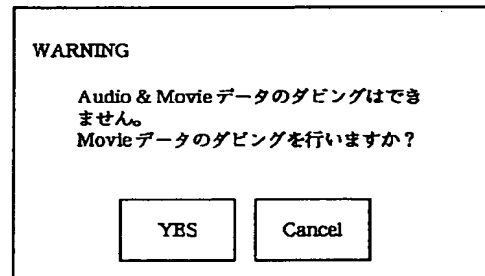 WARNING
Audio & Movieデータのダビングはでき
ません。
Movieデータのダビングを行いますか？
YES
Cancel